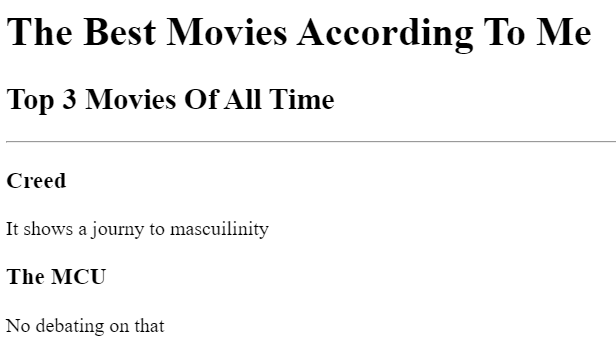 The Best Movies According To Me
Top 3 Movies Of All Time
Creed
It shows a journy to mascuilinity
The MCU
No debating on that